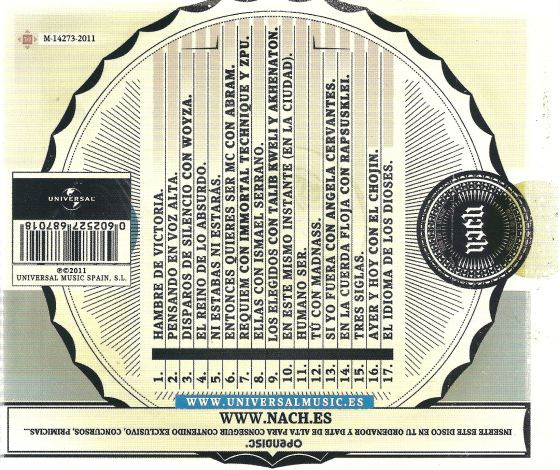 M-14273-2011
1. HAMBRE DE VICTORIA.
2. PENSANDO EN VOZ ALTA.
3. DISPAROS DE SILENCIO CON WOYZA.
4. EL REINO DE LO ABSURDO.
5. NI ESTABAS NI ESTARÁS.
6. ENTONCES QUIERES SER MC CON ABRAM.
7. REQUIEM CON IMMORTAL TECHNIQUE Y ZPU.
8. ELLAS CON ISMAEL SERRANO.
9. LOS ELEGIDOS CON TALIB KWELI Y AKHENATON.
10. EN ESTE MISMO INSTANTE (EN LA CIUDAD).
11. HUMANO SER.
12. TÚ CON MADNASS.
13. SI YO FUERA CON ANGELA CERVANTES.
14. EN LA CUERDA FLOJA CON RAPSUSKLEI.
15. TRES SIGLAS.
16. AYER Y HOY CON EL CHOJIN.
17. EL IDIOMA DE LOS DIOSES.
UNIVERSAL
0 602527 687018
℗©2011
UNIVERSAL MUSIC SPAIN, S.L.
nach
WWW.UNIVERSALMUSIC.ES
WWW.NACH.ES
INSERTE ESTE DISCO EN TU ORDENADOR Y DATE DE ALTA PARA CONSEGUIR CONTENIDO EXCLUSIVO, CONCURSOS, PRIMICIAS...
OPENDISC